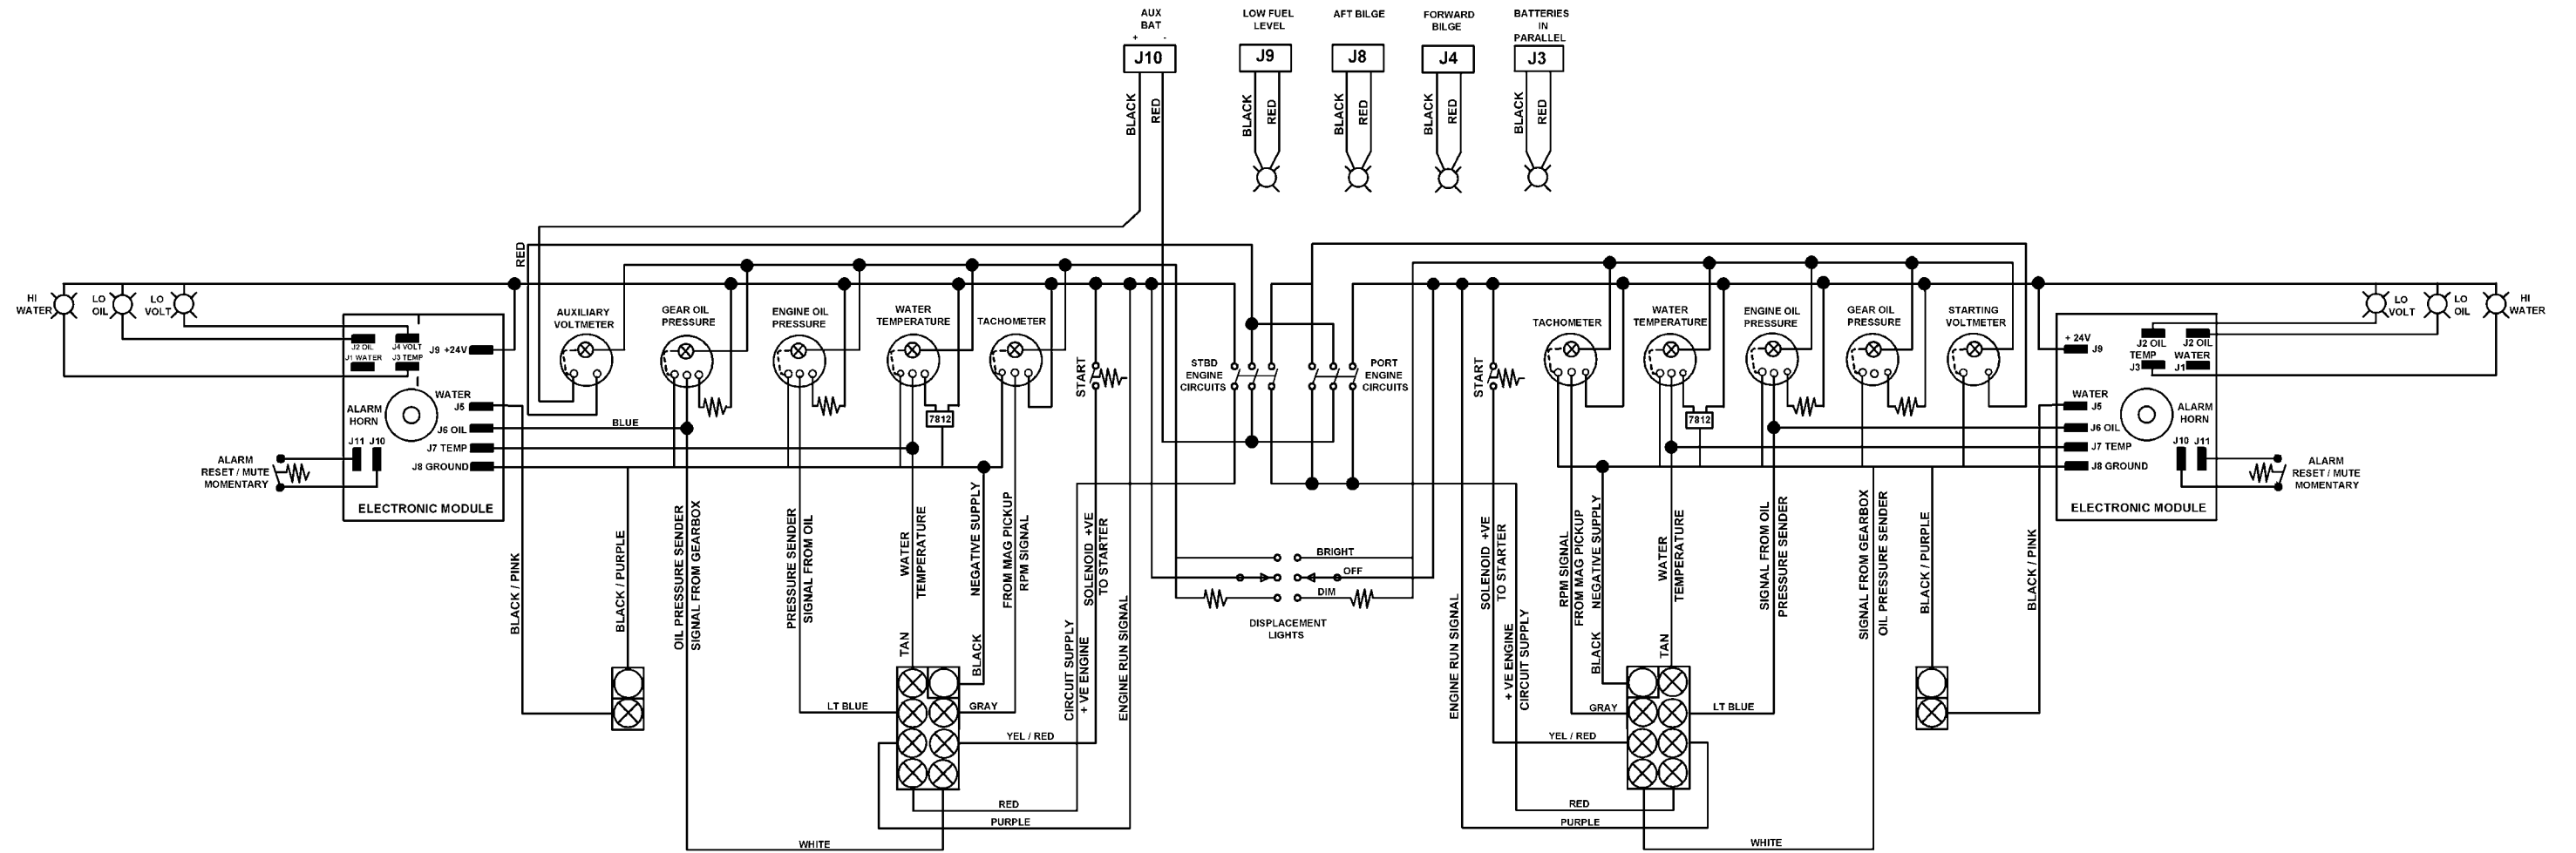 AUX
BAT
+ -
J10
LOW FUEL
LEVEL
J9
AFT BILGE
J8
FORWARD
BILGE
J4
BATTERIES
IN
PARALLEL
J3
BLACK
RED
BLACK
RED
BLACK
RED
BLACK
RED
BLACK
RED
RED
HI
WATER
LO
OIL
LO
VOLT
J2 OIL
J4 VOLT
J1 WATER
J3 TEMP
J9 +24V
ALARM
HORN
WATER
J5
J6 OIL
J7 TEMP
J8 GROUND
J11 J10
ELECTRONIC MODULE
ALARM
RESET / MUTE
MOMENTARY
AUXILIARY
VOLTMETER
GEAR OIL
PRESSURE
ENGINE OIL
PRESSURE
WATER
TEMPERATURE
TACHOMETER
7812
BLUE
START
STBD
ENGINE
CIRCUITS
PORT
ENGINE
CIRCUITS
START
TACHOMETER
WATER
TEMPERATURE
ENGINE OIL
PRESSURE
GEAR OIL
PRESSURE
STARTING
VOLTMETER
7812
LO
VOLT
LO
OIL
HI
WATER
+ 24V
J9
J2 OIL
J2 OIL
TEMP
J3
WATER
J1
WATER
J5
J6 OIL
J7 TEMP
J8 GROUND
ALARM
HORN
J10 J11
ELECTRONIC MODULE
ALARM
RESET / MUTE
MOMENTARY
BLACK / PINK
BLACK / PURPLE
OIL PRESSURE SENDER
SIGNAL FROM GEARBOX
PRESSURE SENDER
SIGNAL FROM OIL
WATER
TEMPERATURE
TAN
NEGATIVE SUPPLY
BLACK
FROM MAG PICKUP
RPM SIGNAL
SOLENOID +VE
TO STARTER
CIRCUIT SUPPLY
+ VE ENGINE
ENGINE RUN SIGNAL
LT BLUE
GRAY
YEL / RED
RED
PURPLE
WHITE
BRIGHT
OFF
DIM
DISPLACEMENT
LIGHTS
ENGINE RUN SIGNAL
SOLENOID +VE
TO STARTER
+ VE ENGINE
CIRCUIT SUPPLY
RPM SIGNAL
FROM MAG PICKUP
NEGATIVE SUPPLY
BLACK
WATER
TEMPERATURE
TAN
SIGNAL FROM OIL
PRESSURE SENDER
SIGNAL FROM GEARBOX
OIL PRESSURE SENDER
BLACK / PURPLE
BLACK / PINK
GRAY
LT BLUE
YEL / RED
RED
PURPLE
WHITE